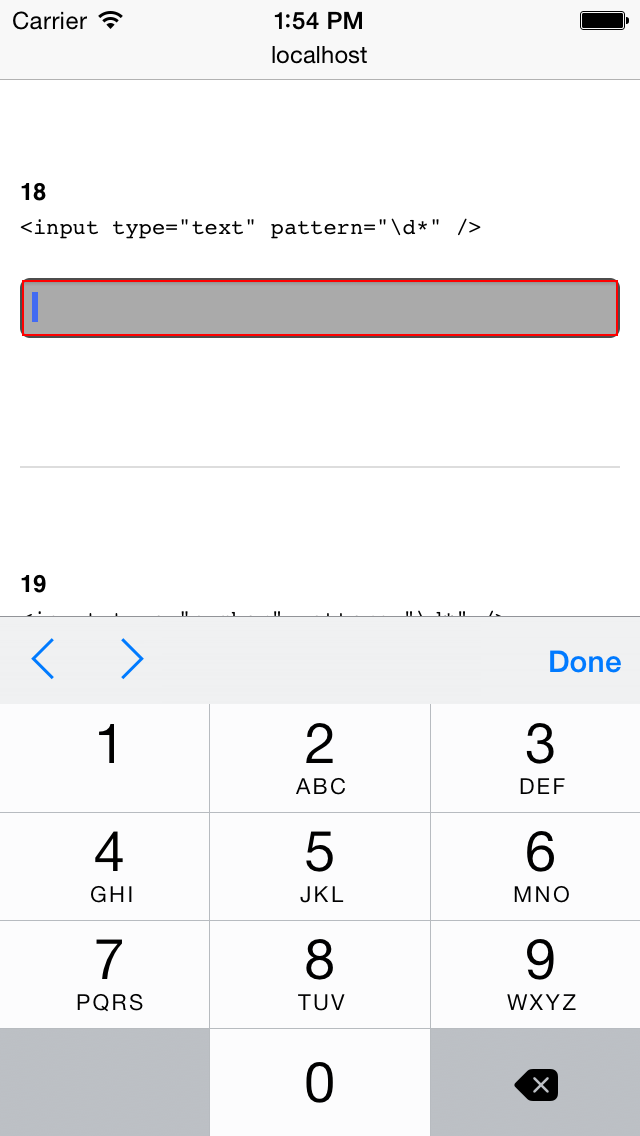 Carrier 1:54 PM
localhost
18
<input type="text" pattern="\d*" />
19
Done
1 2 3
ABC DEF
4 5 6
GHI JKL MNO
7 8 9
PQRS TUV WXYZ
0